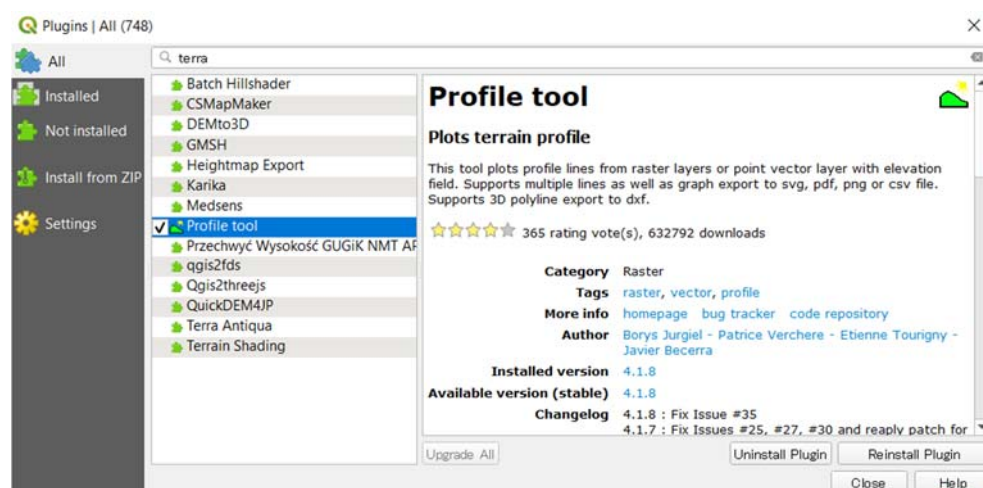 Plugins | All (748)
All
Installed
Not installed
Install from ZIP
Settings
terra
Batch Hillshader
CSMapMaker
DEMto3D
GMSH
Heightmap Export
Karika
Medsens
Profile tool
Przechwyć Wysokość GUGiK NMT AP
qgis2fds
Qgis2threejs
QuickDEM4JP
Terra Antiqua
Terrain Shading
Profile tool
Plots terrain profile
This tool plots profile lines from raster layers or point vector layer with elevation
field. Supports multiple lines as well as graph export to svg, pdf, png or csv file.
Supports 3D polyline export to dxf.
365 rating vote(s), 632792 downloads
Category Raster
Tags raster, vector, profile
More info homepage bug tracker code repository
Author Borys Jurgiel - Patrice Verchere - Etienne Tourigny -
Javier Becerra
Installed version 4.1.8
Available version (stable) 4.1.8
Changelog 4.1.8 : Fix Issue #35
4.1.7 : Fix Issues #25, #27, #30 and reaply patch for
Upgrade All
Uninstall Plugin
Reinstall Plugin
Close
Help